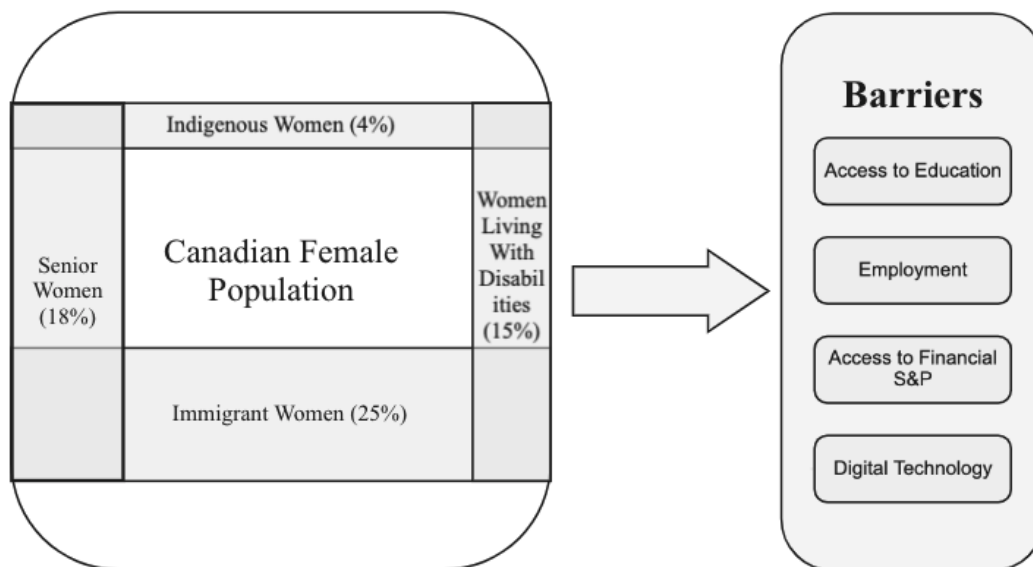 Indigenous Women (4%)
Senior
Women
(18%)
Canadian Female
Population
Women
Living
With
Disabil
ities
(15%)
Immigrant Women (25%)
Barriers
Access to Education
Employment
Access to Financial
S&P
Digital Technology